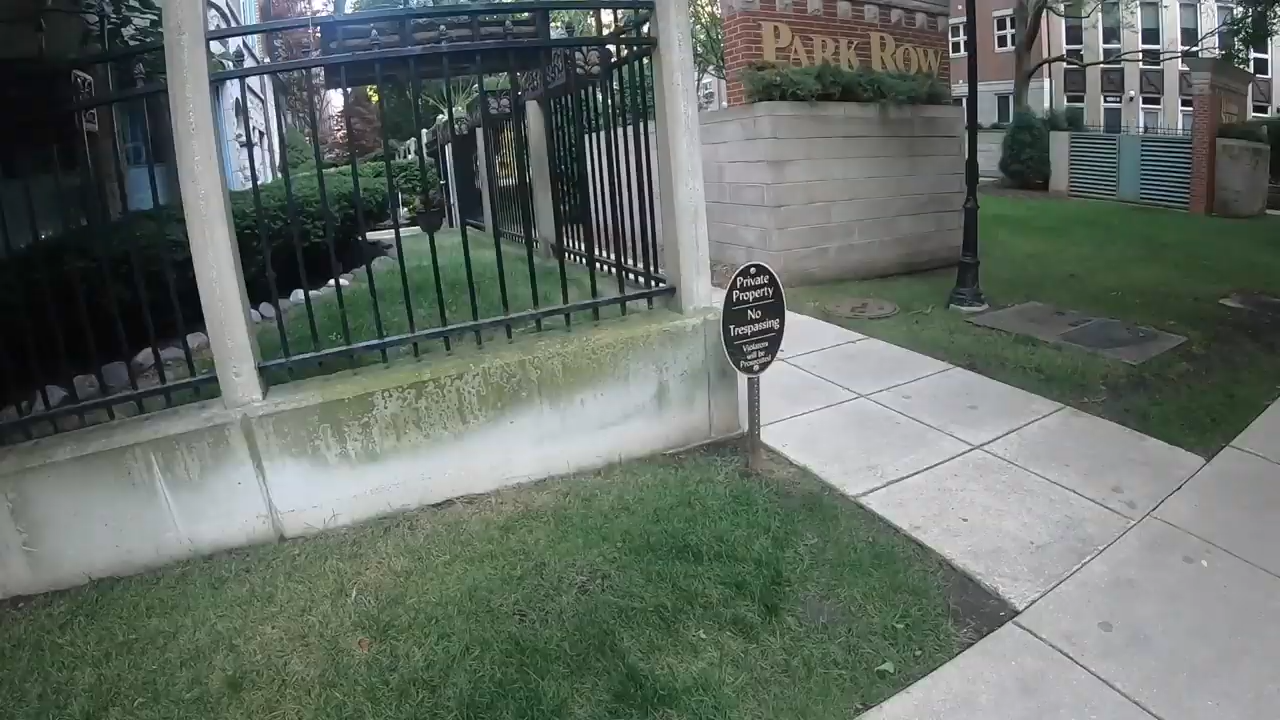 PARK ROW
Private
Property
No
Trespassing
Violators
will be
Prosecuted